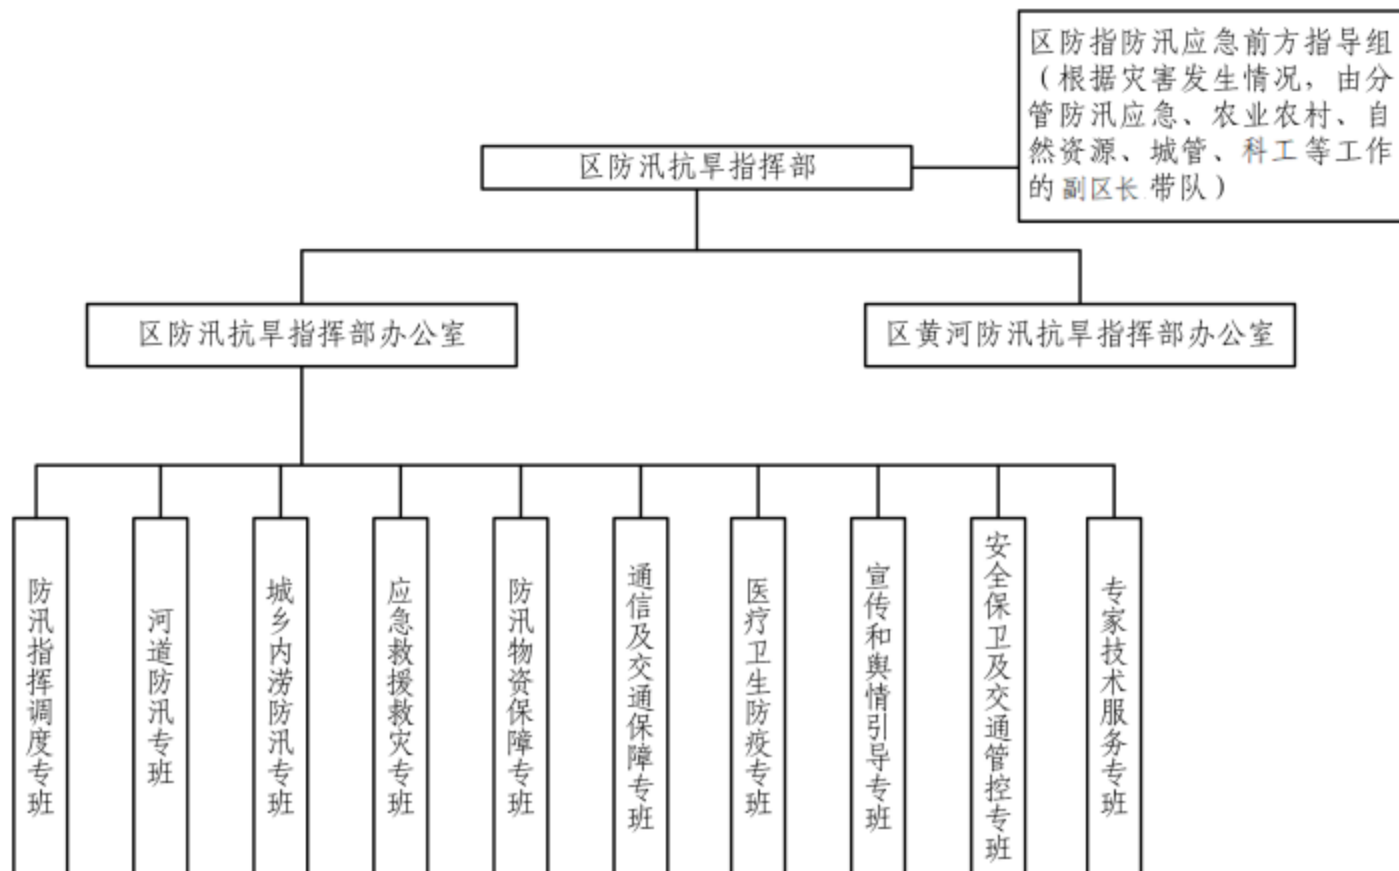 区防指防汛应急前方指导组
（根据灾害发生情况，由分
管防汛应急、农业农村、自
然资源、城管、科工等工作
的副区长带队）
区防汛抗旱指挥部
区防汛抗旱指挥部办公室
区黄河防汛抗旱指挥部办公室
防汛指挥调度专班
河道防汛专班
城乡内涝防汛专班
应急救援救灾专班
防汛物资保障专班
通信及交通保障专班
医疗卫生防疫专班
宣传和舆情引导专班
安全保卫及交通管控专班
专家技术服务专班